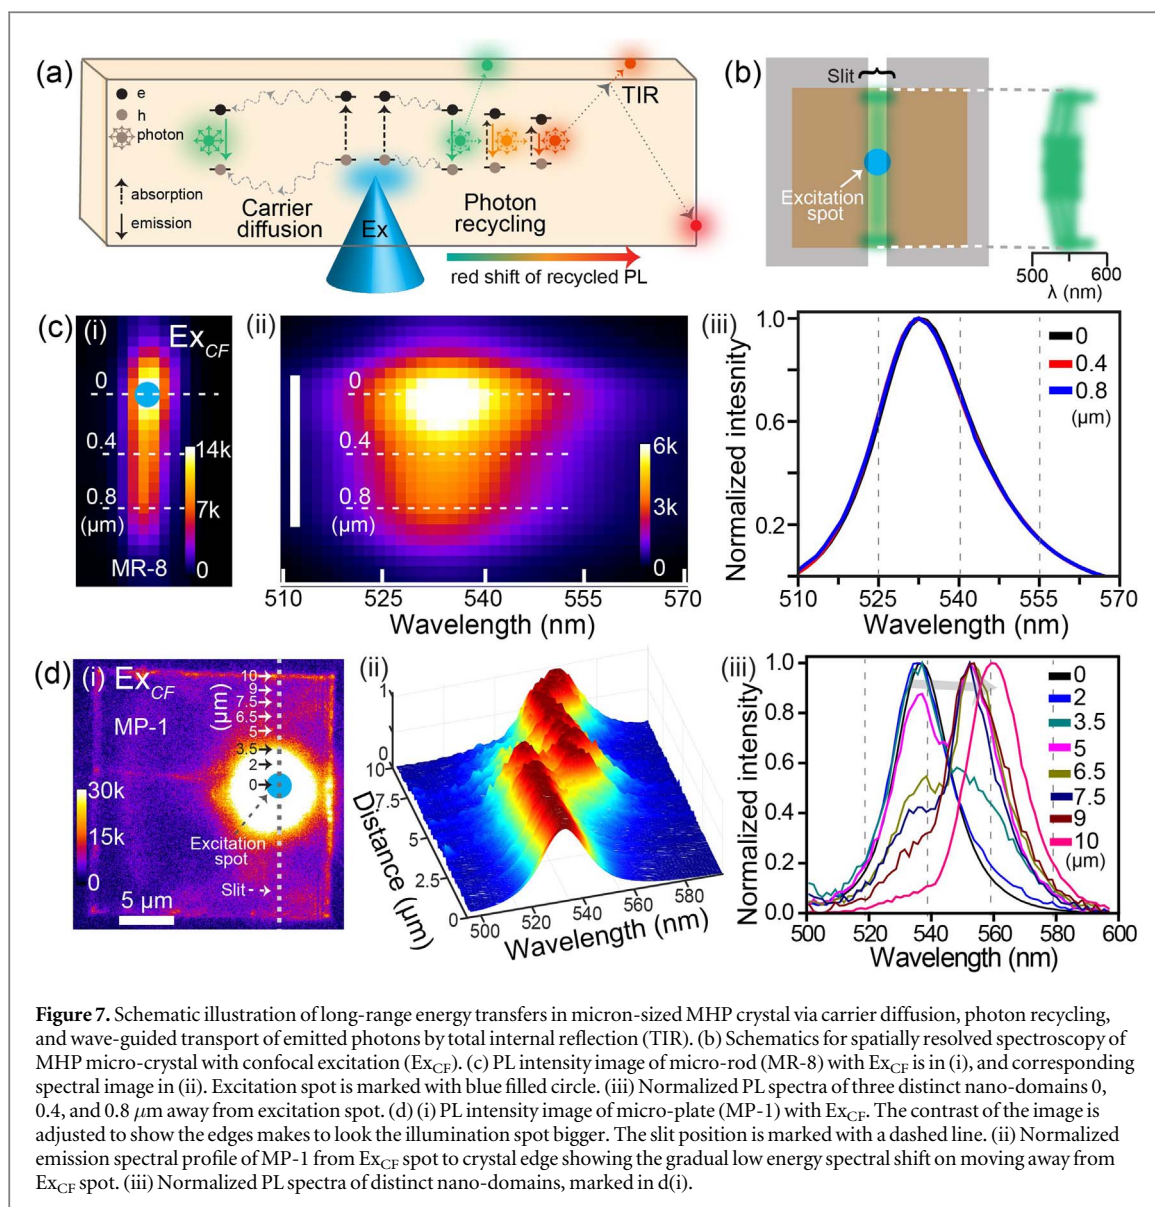 (a)
e
h
photon
absorption
emission
Carrier
diffusion
Ex
Photon
recycling
TIR
red shift of recycled PL
(b)
Slit
Excitation
spot
500 600
λ (nm)
(c) (i) Ex_CF
0
0.4
0.8
(μm)
14k
7k
0
MR-8
(ii)
0
0.4
0.8
(μm)
6k
3k
0
510 525 540 555 570
Wavelength (nm)
(iii)
Normalized intesnity
1.0
0.6
0.2
0
0.4
0.8
(μm)
510 525 540 555 570
Wavelength (nm)
(d) (i) Ex_CF
MP-1
(μm)
10
9
7.5
6.5
5
3.5
2
0
30k
15k
0
Excitation
spot
Slit
5 μm
(ii)
1
0
10
7.5
5
2.5
0
Distance (μm)
500 520 540 560 580
Wavelength (nm)
(iii)
Normalized intensity
1.0
0.8
0.6
0.4
0.2
0.0
0
2
3.5
5
6.5
7.5
9
10
(μm)
500 520 540 560 580 600
Wavelength (nm)
Figure 7. Schematic illustration of long-range energy transfers in micron-sized MHP crystal via carrier diffusion, photon recycling,
and wave-guided transport of emitted photons by total internal reflection (TIR). (b) Schematics for spatially resolved spectroscopy of
MHP micro-crystal with confocal excitation (Ex_CF). (c) PL intensity image of micro-rod (MR-8) with Ex_CF is in (i), and corresponding
spectral image in (ii). Excitation spot is marked with blue filled circle. (iii) Normalized PL spectra of three distinct nano-domains 0,
0.4, and 0.8 μm away from excitation spot. (d) (i) PL intensity image of micro-plate (MP-1) with Ex_CF. The contrast of the image is
adjusted to show the edges makes to look the illumination spot bigger. The slit position is marked with a dashed line. (ii) Normalized
emission spectral profile of MP-1 from Ex_CF spot to crystal edge showing the gradual low energy spectral shift on moving away from
Ex_CF spot. (iii) Normalized PL spectra of distinct nano-domains, marked in d(i).